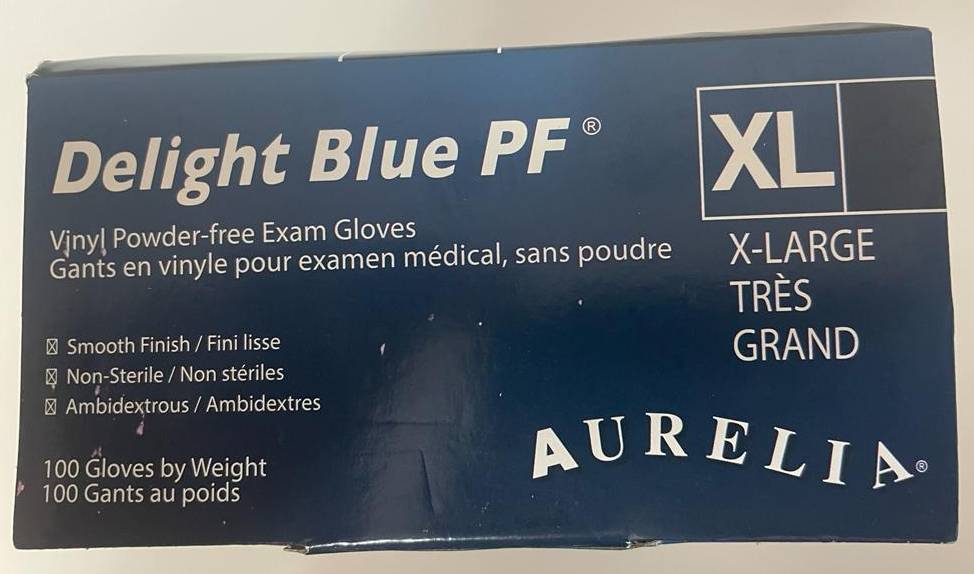 Delight Blue PF®
XL
Vinyl Powder-free Exam Gloves
Gants en vinyle pour examen médical, sans poudre
X-LARGE
TRÈS
GRAND
☒ Smooth Finish / Fini lisse
☒ Non-Sterile / Non stériles
☒ Ambidextrous / Ambidextres
100 Gloves by Weight
100 Gants au poids
AURELIA®